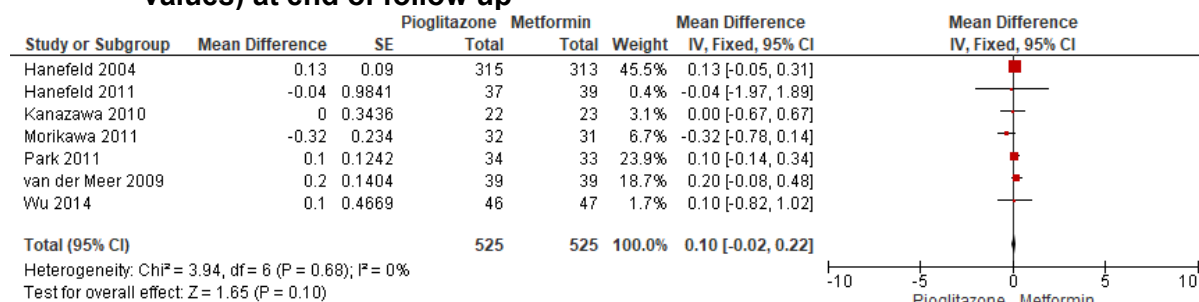 values) at end of follow up
Pioglitazone Metformin Mean Difference Mean Difference
Study or Subgroup Mean Difference SE Total Total Weight IV, Fixed, 95% CI IV, Fixed, 95% CI
Hanefeld 2004 0.13 0.09 315 313 45.5% 0.13 [-0.05, 0.31]
Hanefeld 2011 -0.04 0.9841 37 39 0.4% -0.04 [-1.97, 1.89]
Kanazawa 2010 0 0.3436 22 23 3.1% 0.00 [-0.67, 0.67]
Morikawa 2011 -0.32 0.234 32 31 6.7% -0.32 [-0.78, 0.14]
Park 2011 0.1 0.1242 34 33 23.9% 0.10 [-0.14, 0.34]
van der Meer 2009 0.2 0.1404 39 39 18.7% 0.20 [-0.08, 0.48]
Wu 2014 0.1 0.4669 46 47 1.7% 0.10 [-0.82, 1.02]
Total (95% CI) 525 525 100.0% 0.10 [-0.02, 0.22]
Heterogeneity: Chi² = 3.94, df = 6 (P = 0.68); I² = 0%
Test for overall effect: Z = 1.65 (P = 0.10)
-10 -5 0 5 10
Pioglitazone Metformin